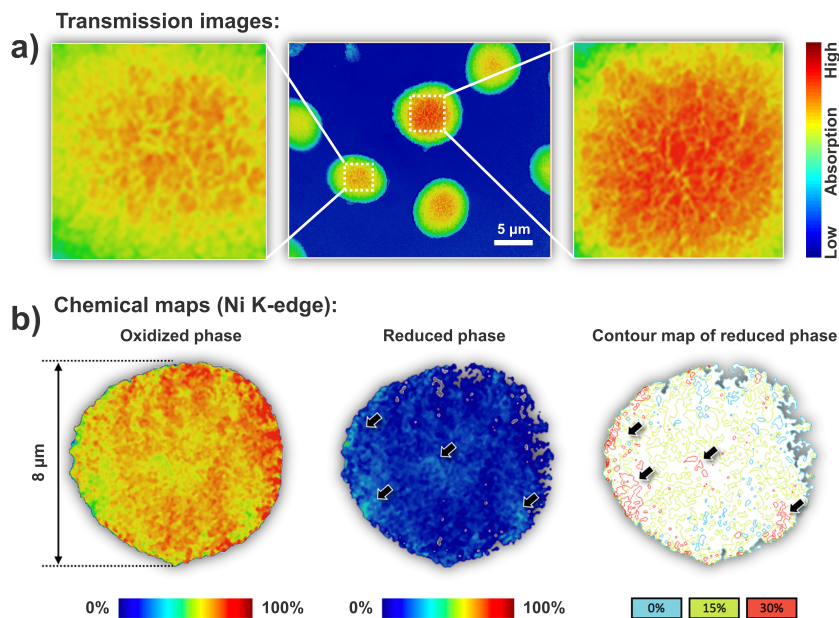 Transmission images:
a)
High
Absorption
Low
5 µm
Chemical maps (Ni K-edge):
b)
Oxidized phase
Reduced phase
Contour map of reduced phase
8 µm
0%
100%
0%
100%
0%
15%
30%